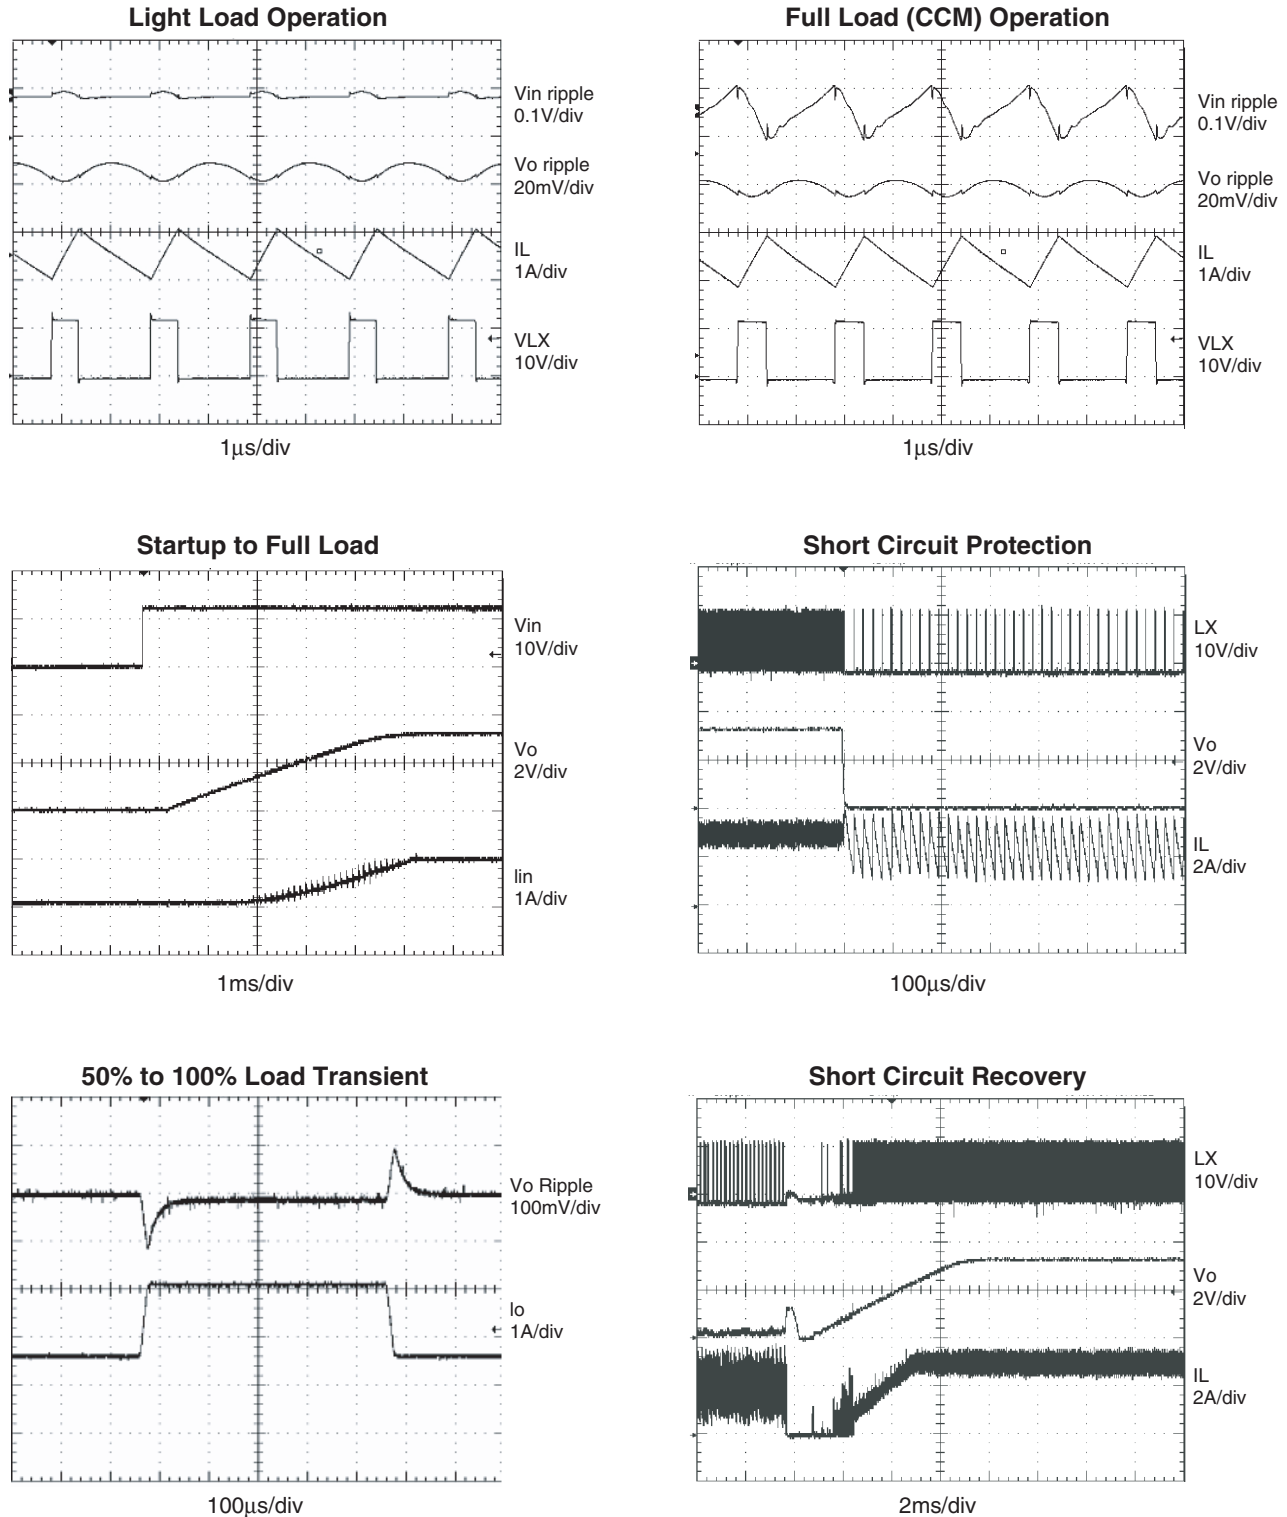 Light Load Operation
Vin ripple
0.1V/div
Vo ripple
20mV/div
IL
1A/div
VLX
10V/div
1μs/div
Full Load (CCM) Operation
Vin ripple
0.1V/div
Vo ripple
20mV/div
IL
1A/div
VLX
10V/div
1μs/div
Startup to Full Load
Vin
10V/div
Vo
2V/div
Iin
1A/div
1ms/div
Short Circuit Protection
LX
10V/div
Vo
2V/div
IL
2A/div
100μs/div
50% to 100% Load Transient
Vo Ripple
100mV/div
Io
1A/div
100μs/div
Short Circuit Recovery
LX
10V/div
Vo
2V/div
IL
2A/div
2ms/div